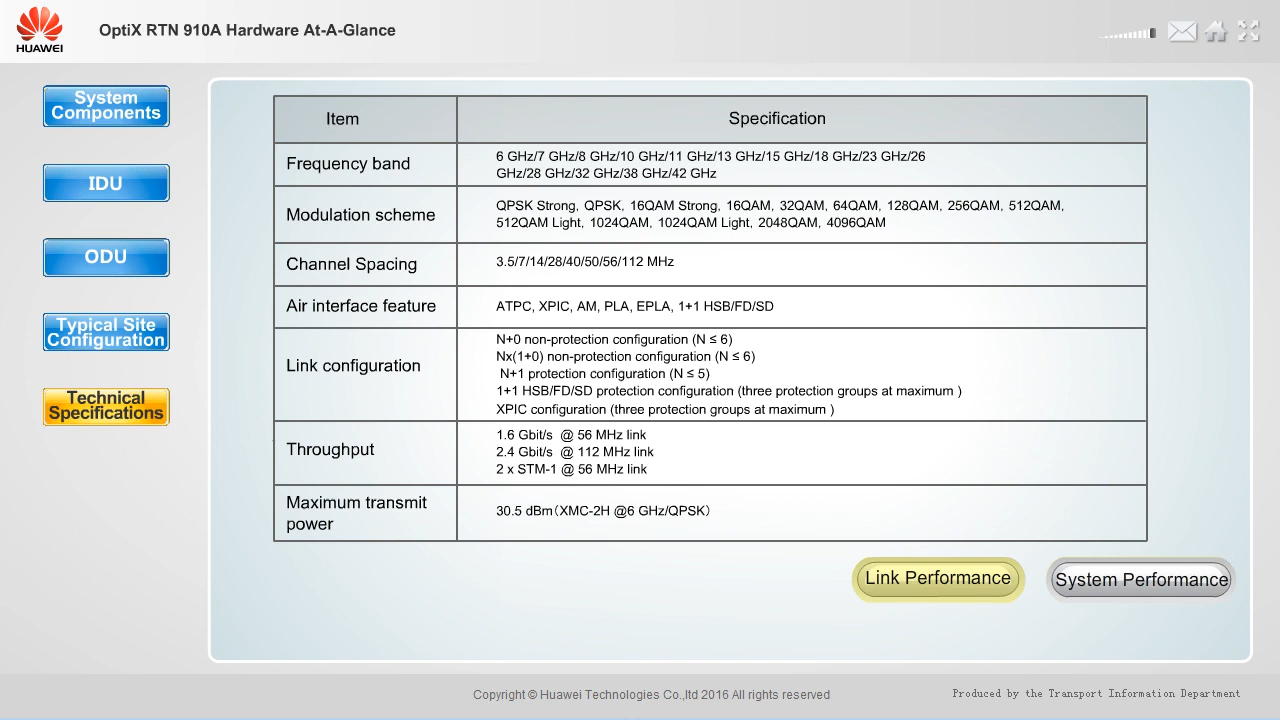 HUAWEI
OptiX RTN 910A Hardware At-A-Glance
System
Components
IDU
ODU
Typical Site
Configuration
Technical
Specifications
Item
Specification
Frequency band
6 GHz/7 GHz/8 GHz/10 GHz/11 GHz/13 GHz/15 GHz/18 GHz/23 GHz/26
GHz/28 GHz/32 GHz/38 GHz/42 GHz
Modulation scheme
QPSK Strong, QPSK, 16QAM Strong, 16QAM, 32QAM, 64QAM, 128QAM, 256QAM, 512QAM,
512QAM Light, 1024QAM, 1024QAM Light, 2048QAM, 4096QAM
Channel Spacing
3.5/7/14/28/40/50/56/112 MHz
Air interface feature
ATPC, XPIC, AM, PLA, EPLA, 1+1 HSB/FD/SD
Link configuration
N+0 non-protection configuration (N ≤ 6)
Nx(1+0) non-protection configuration (N ≤ 6)
N+1 protection configuration (N ≤ 5)
1+1 HSB/FD/SD protection configuration (three protection groups at maximum )
XPIC configuration (three protection groups at maximum )
Throughput
1.6 Gbit/s @ 56 MHz link
2.4 Gbit/s @ 112 MHz link
2 x STM-1 @ 56 MHz link
Maximum transmit
power
30.5 dBm（XMC-2H @6 GHz/QPSK）
Link Performance
System Performance
Copyright © Huawei Technologies Co.,ltd 2016 All rights reserved
Produced by the Transport Information Department